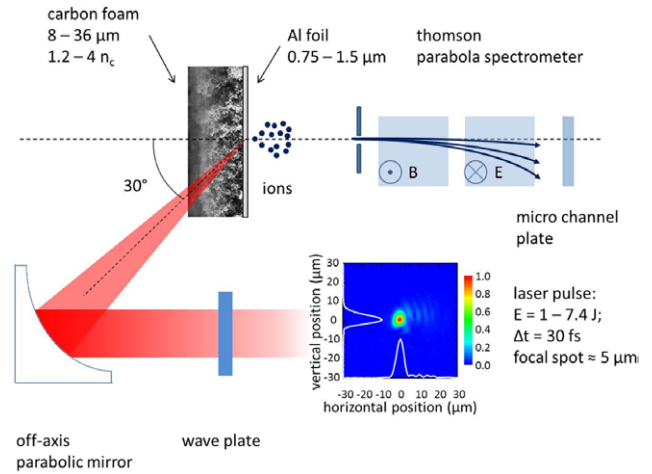 carbon foam
8 – 36 µm
1.2 – 4 n_c
Al foil
0.75 – 1.5 µm
thomson
parabola spectrometer
30°
ions
B
E
micro channel
plate
vertical position (µm)
30
20
10
0
-10
-20
-30
-30 -20 -10 0 10 20 30
horizontal position (µm)
1.0
0.8
0.6
0.4
0.2
0.0
laser pulse:
E = 1 – 7.4 J;
Δt = 30 fs
focal spot ≈ 5 µm
off-axis
parabolic mirror
wave plate